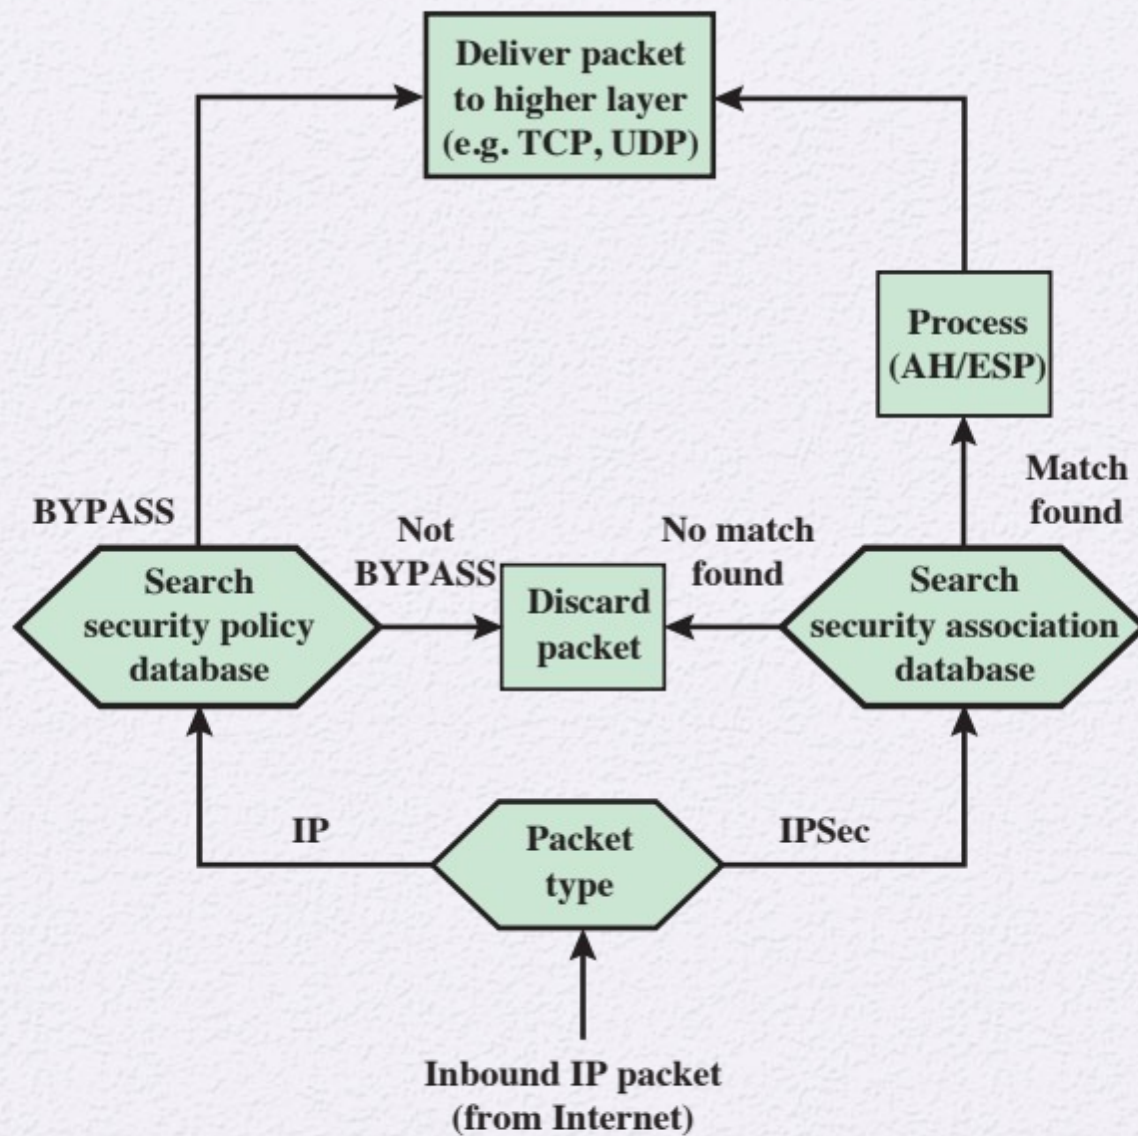 Deliver packet
to higher layer
(e.g. TCP, UDP)
Process
(AH/ESP)
BYPASS
Not
BYPASS
No match
found
Match
found
Search
security policy
database
Discard
packet
Search
security association
database
IP
Packet
type
IPSec
Inbound IP packet
(from Internet)